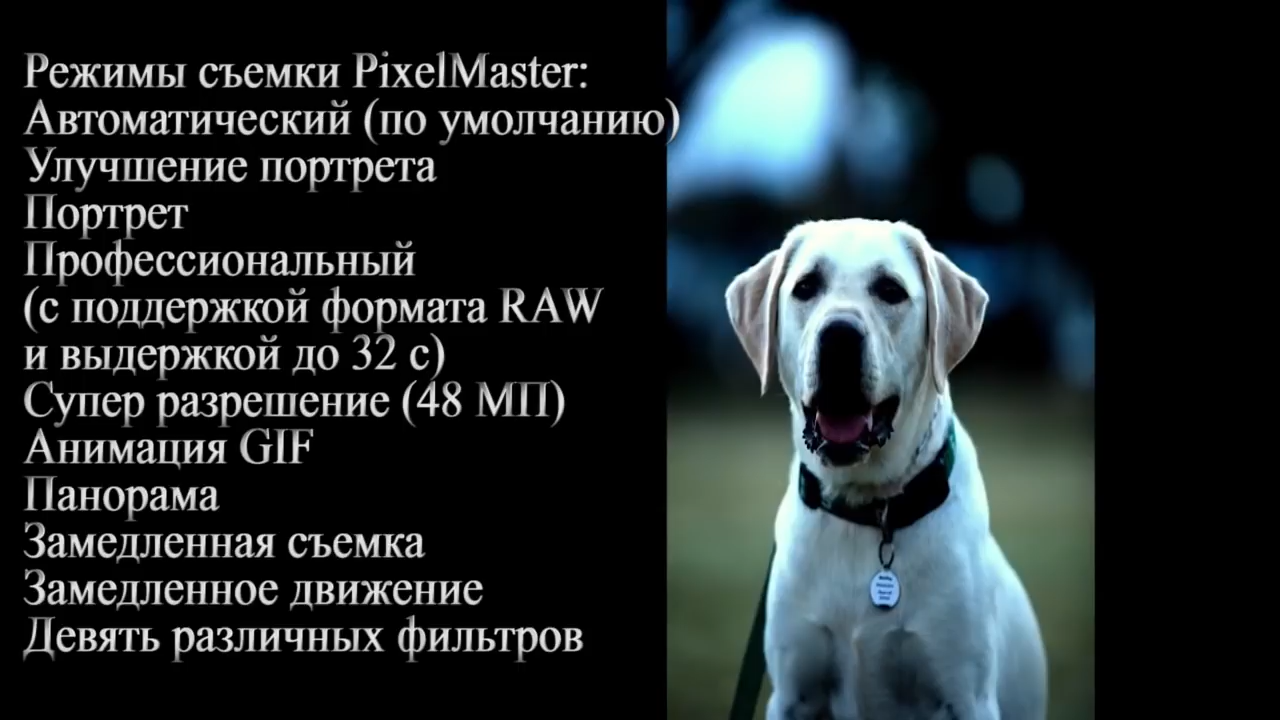 Режимы съемки PixelMaster:
Автоматический (по умолчанию)
Улучшение портрета
Портрет
Профессиональный
(с поддержкой формата RAW
и выдержкой до 32 с)
Супер разрешение (48 МП)
Анимация GIF
Панорама
Замедленная съемка
Замедленное движение
Девять различных фильтров